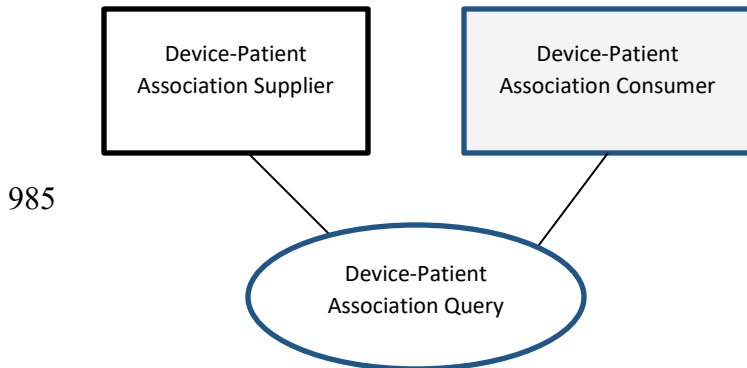 Device-Patient
Association Supplier
Device-Patient
Association Consumer
985
Device-Patient
Association Query